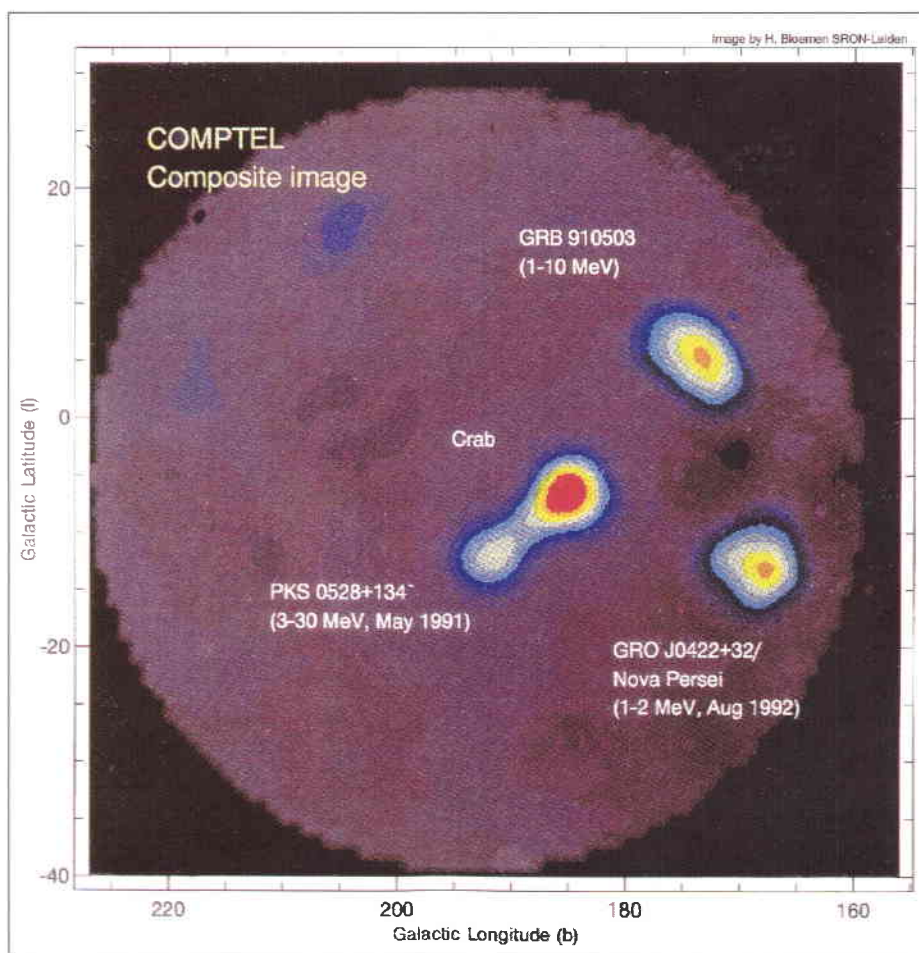 Image by H. Bloemen SRON-Leiden
COMPTEL
Composite image
GRB 910503
(1-10 MeV)
Crab
PKS 0528+134
(3-30 MeV, May 1991)
GRO J0422+32/
Nova Persei
(1-2 MeV, Aug 1992)
Galactic Latitude (l)
20
0
-20
-40
220
200
180
160
Galactic Longitude (b)